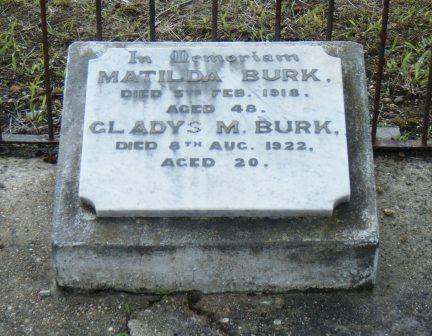 In Memoriam
MATILDA BURK,
DIED 5TH FEB. 1918,
AGED 48.
GLADYS M. BURK,
DIED 8TH AUG. 1922,
AGED 20.